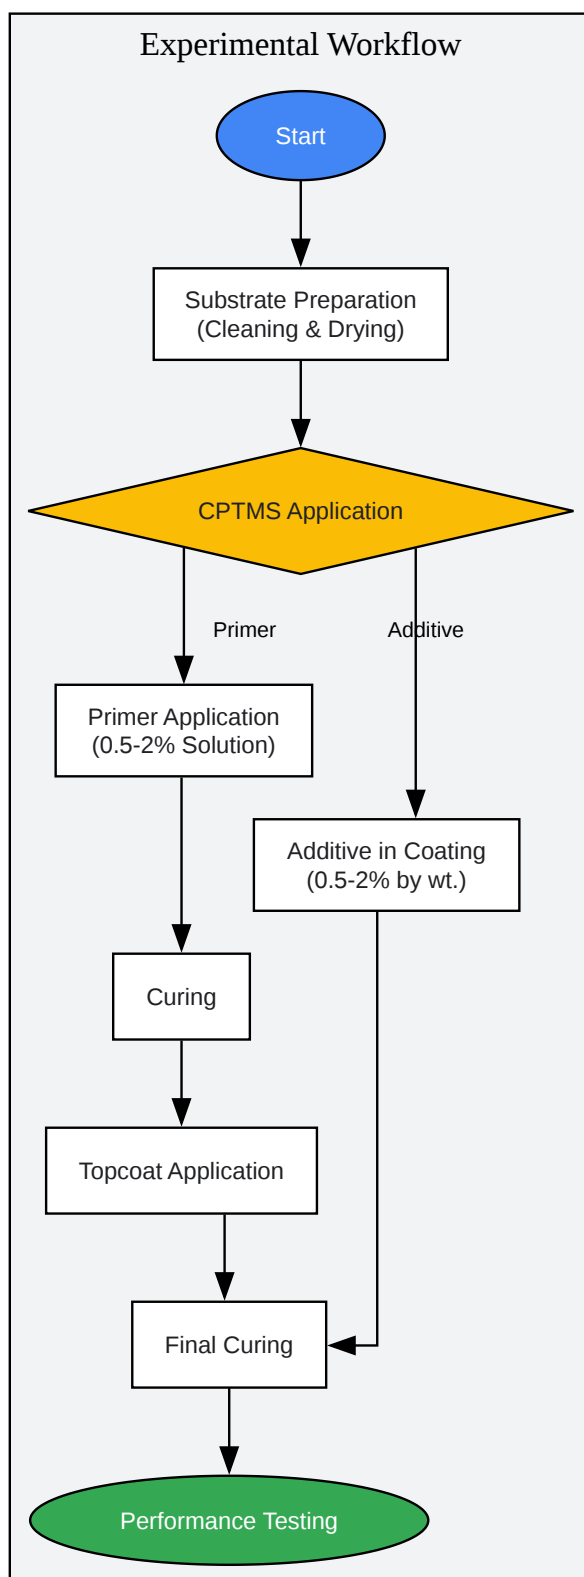 Experimental Workflow
Start
Substrate Preparation
(Cleaning & Drying)
CPTMS Application
Primer
Additive
Primer Application
(0.5-2% Solution)
Additive in Coating
(0.5-2% by wt.)
Curing
Topcoat Application
Final Curing
Performance Testing